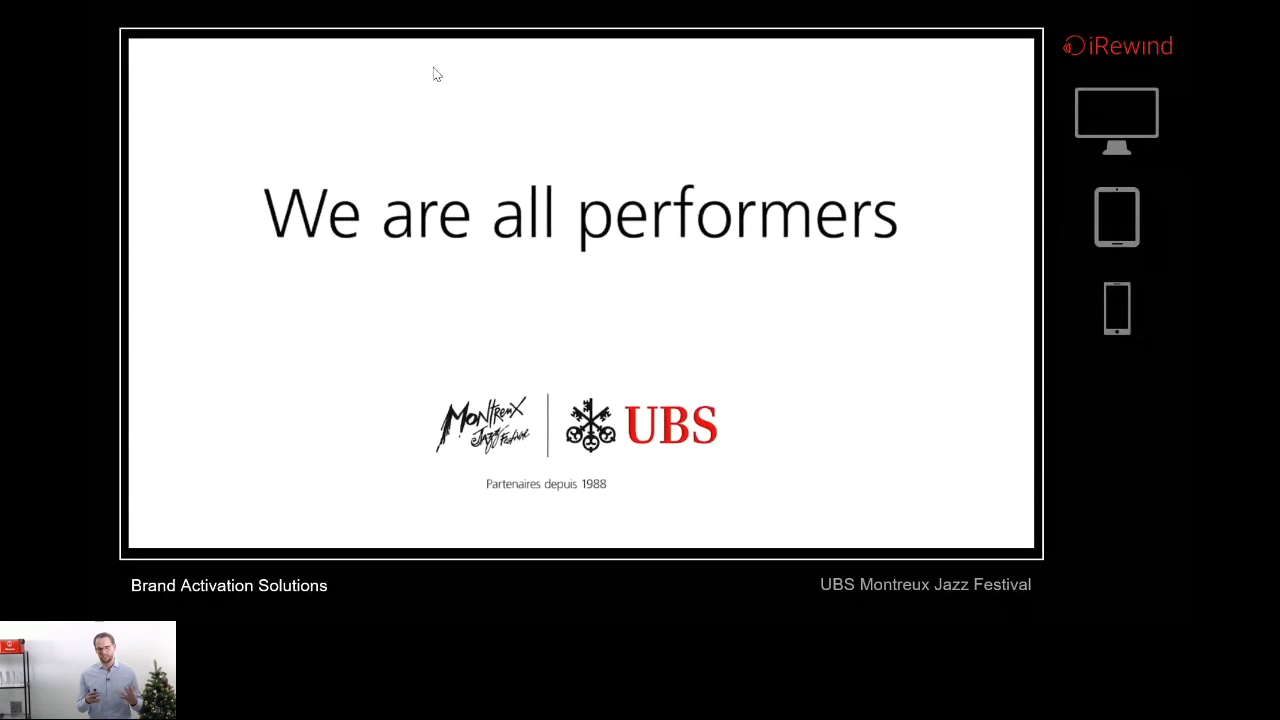 iRewind
We are all performers
Montreux
Jazz Festival
UBS
Partenaires depuis 1988
Brand Activation Solutions
UBS Montreux Jazz Festival